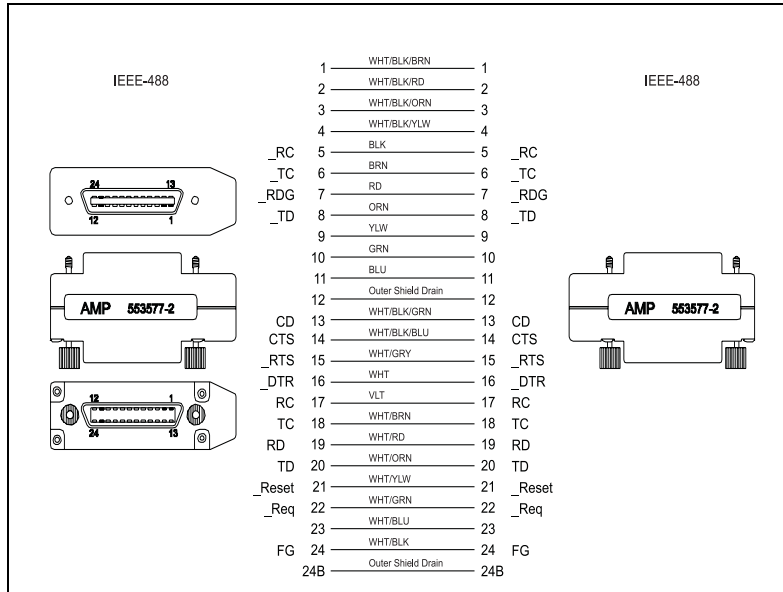 IEEE-488
IEEE-488
1 WHT/BLK/BRN 1
2 WHT/BLK/RD 2
3 WHT/BLK/ORN 3
4 WHT/BLK/YLW 4
_RC 5 BLK 5 _RC
_TC 6 BRN 6 _TC
_RDG 7 RD 7 _RDG
_TD 8 ORN 8 _TD
9 YLW 9
10 GRN 10
11 BLU 11
12 Outer Shield Drain 12
CD 13 WHT/BLK/GRN 13 CD
CTS 14 WHT/BLK/BLU 14 CTS
_RTS 15 WHT/GRY 15 _RTS
_DTR 16 WHT 16 _DTR
RC 17 VLT 17 RC
TC 18 WHT/BRN 18 TC
RD 19 WHT/RD 19 RD
TD 20 WHT/ORN 20 TD
_Reset 21 WHT/YLW 21 _Reset
_Req 22 WHT/GRN 22 _Req
23 WHT/BLU 23
FG 24 WHT/BLK 24 FG
24B Outer Shield Drain 24B
24 13
12 1
AMP 553577-2
12 1
24 13
AMP 553577-2